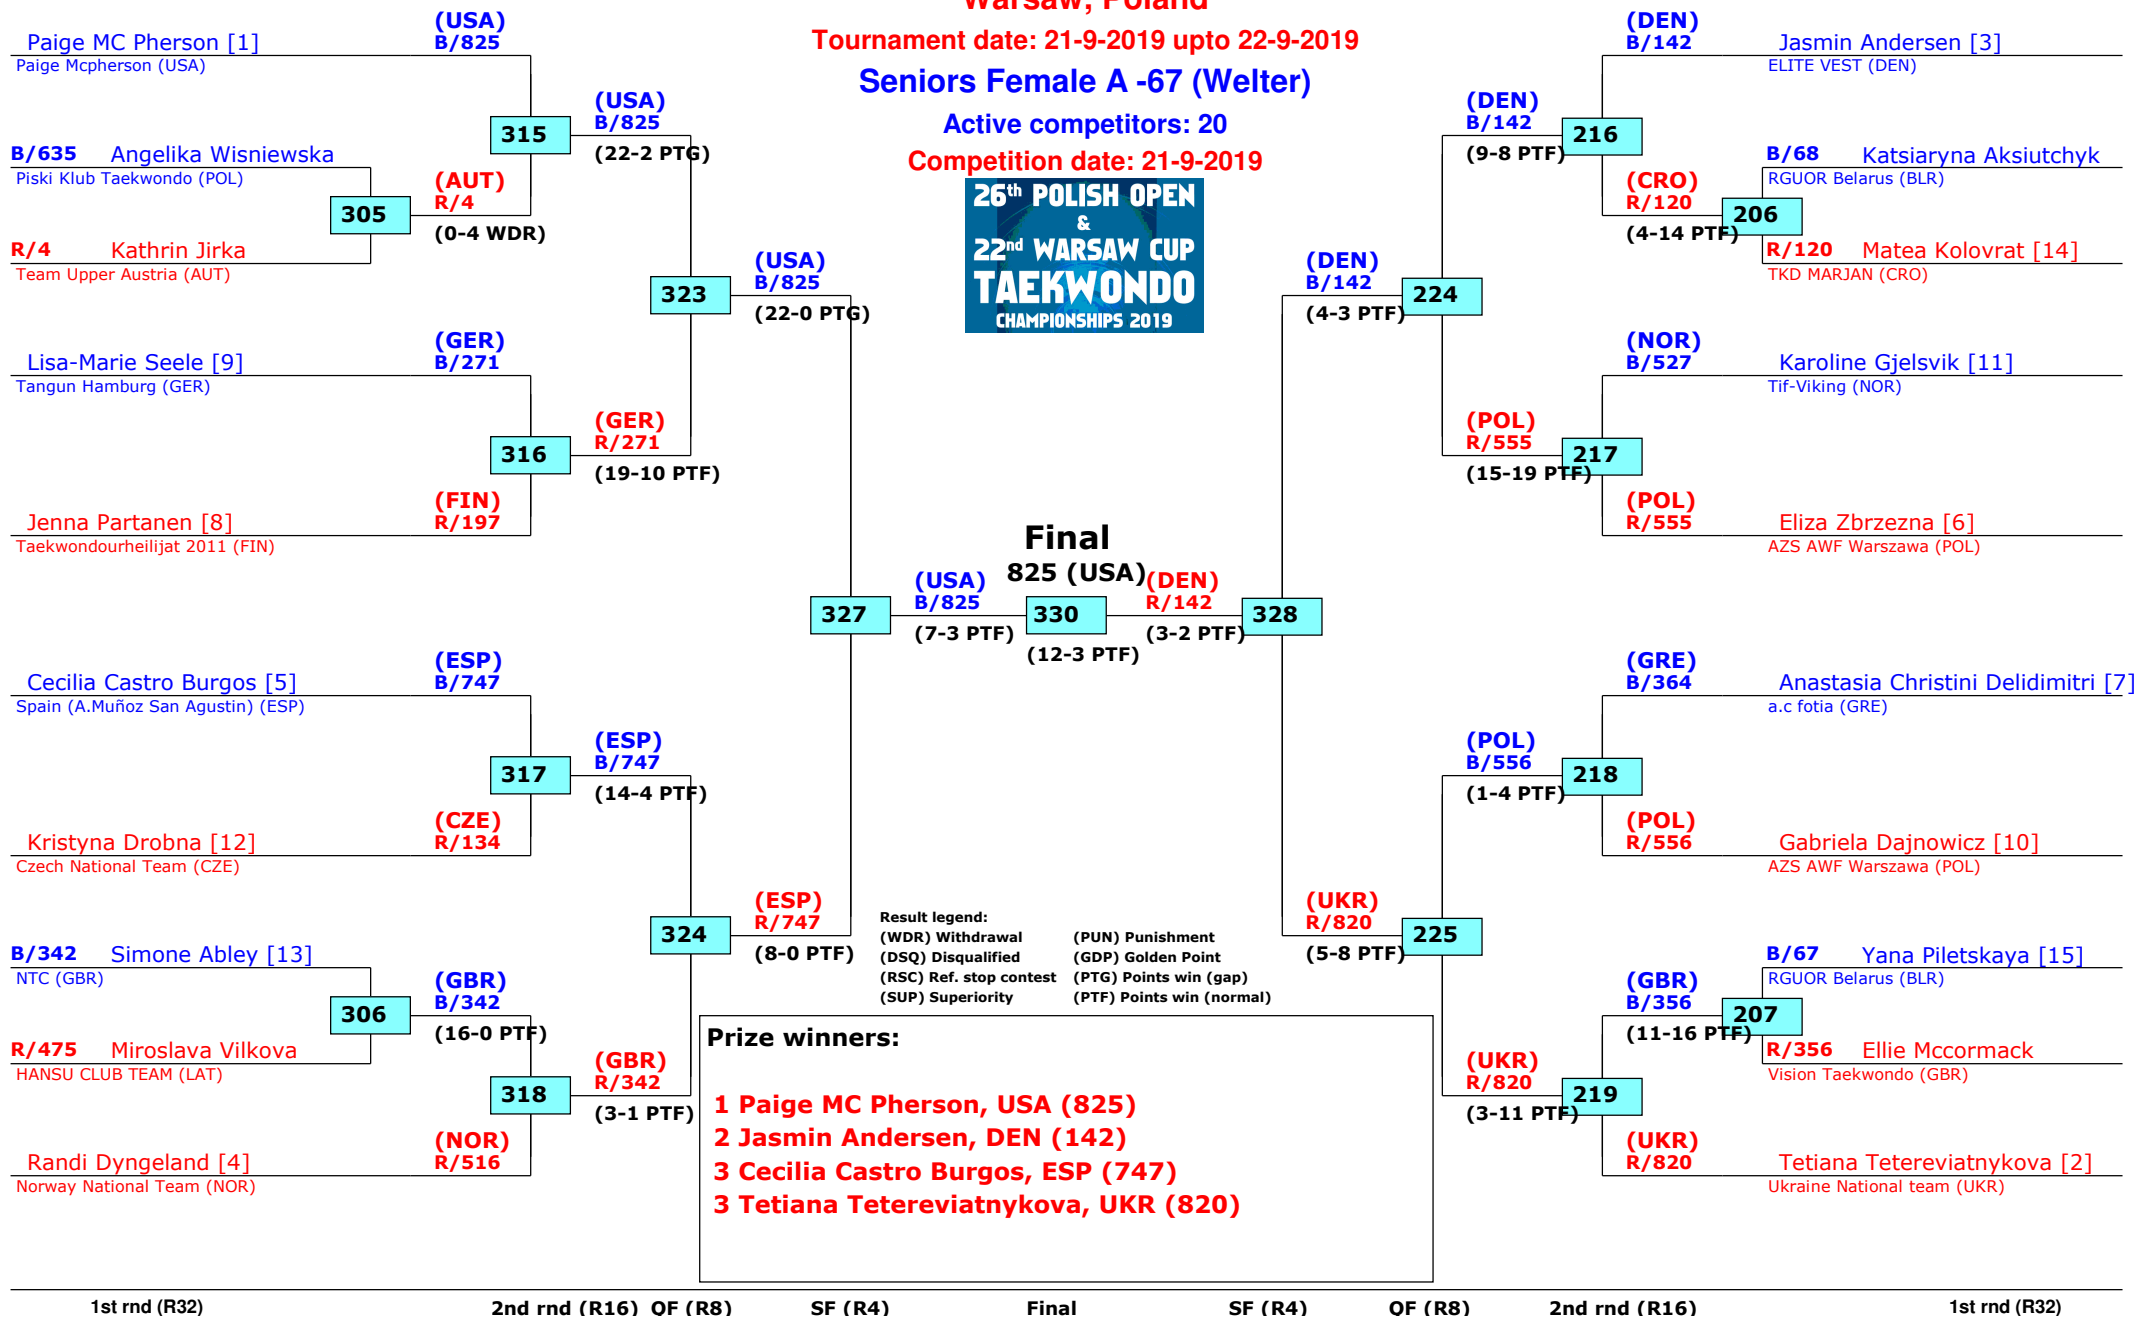 Warsaw, Poland
Tournament date: 21-9-2019 upto 22-9-2019
Seniors Female A -67 (Welter)
Active competitors: 20
Competition date: 21-9-2019
26th POLISH OPEN
&
22nd WARSAW CUP
TAEKWONDO
CHAMPIONSHIPS 2019
Paige MC Pherson [1]
Paige Mcpherson (USA)
(USA)
B/825
B/635 Angelika Wisniewska
Piski Klub Taekwondo (POL)
305
R/4 Kathrin Jirka
Team Upper Austria (AUT)
(AUT)
R/4
(0-4 WDR)
315
(USA)
B/825
(22-2 PTG)
Lisa-Marie Seele [9]
Tangun Hamburg (GER)
(GER)
B/271
316
Jenna Partanen [8]
Taekwondourheilijat 2011 (FIN)
(FIN)
R/197
(GER)
R/271
(19-10 PTF)
323
(USA)
B/825
(22-0 PTG)
Cecilia Castro Burgos [5]
Spain (A.Muñoz San Agustin) (ESP)
(ESP)
B/747
317
Kristyna Drobna [12]
Czech National Team (CZE)
(CZE)
R/134
(ESP)
B/747
(14-4 PTF)
B/342 Simone Abley [13]
NTC (GBR)
306
R/475 Miroslava Vilkova
HANSU CLUB TEAM (LAT)
(GBR)
B/342
(16-0 PTF)
318
Randi Dyngeland [4]
Norway National Team (NOR)
(NOR)
R/516
(GBR)
R/342
(3-1 PTF)
324
(ESP)
R/747
(8-0 PTF)
327
(USA)
B/825
(7-3 PTF)
Final
825 (USA)
330
(12-3 PTF)
(DEN)
R/142
(3-2 PTF)
328
(DEN)
B/142
(4-3 PTF)
224
(DEN)
B/142
(9-8 PTF)
216
(DEN)
B/142
Jasmin Andersen [3]
ELITE VEST (DEN)
(CRO)
R/120
(4-14 PTF)
206
B/68 Katsiaryna Aksiutchyk
RGUOR Belarus (BLR)
R/120 Matea Kolovrat [14]
TKD MARJAN (CRO)
(POL)
R/555
(15-19 PTF)
217
(NOR)
B/527
Karoline Gjelsvik [11]
Tif-Viking (NOR)
(POL)
R/555
Eliza Zbrzezna [6]
AZS AWF Warszawa (POL)
(UKR)
R/820
(5-8 PTF)
225
(POL)
B/556
(1-4 PTF)
218
(GRE)
B/364
Anastasia Christini Delidimitri [7]
a.c fotia (GRE)
(POL)
R/556
Gabriela Dajnowicz [10]
AZS AWF Warszawa (POL)
(UKR)
R/820
(3-11 PTF)
219
(GBR)
B/356
(11-16 PTF)
207
B/67 Yana Piletskaya [15]
RGUOR Belarus (BLR)
R/356 Ellie Mccormack
Vision Taekwondo (GBR)
(UKR)
R/820
Tetiana Tetereviatnykova [2]
Ukraine National team (UKR)
Result legend:
(WDR) Withdrawal (PUN) Punishment
(DSQ) Disqualified (GDP) Golden Point
(RSC) Ref. stop contest (PTG) Points win (gap)
(SUP) Superiority (PTF) Points win (normal)
Prize winners:
1 Paige MC Pherson, USA (825)
2 Jasmin Andersen, DEN (142)
3 Cecilia Castro Burgos, ESP (747)
3 Tetiana Tetereviatnykova, UKR (820)
1st rnd (R32) 2nd rnd (R16) QF (R8) SF (R4) Final SF (R4) QF (R8) 2nd rnd (R16) 1st rnd (R32)